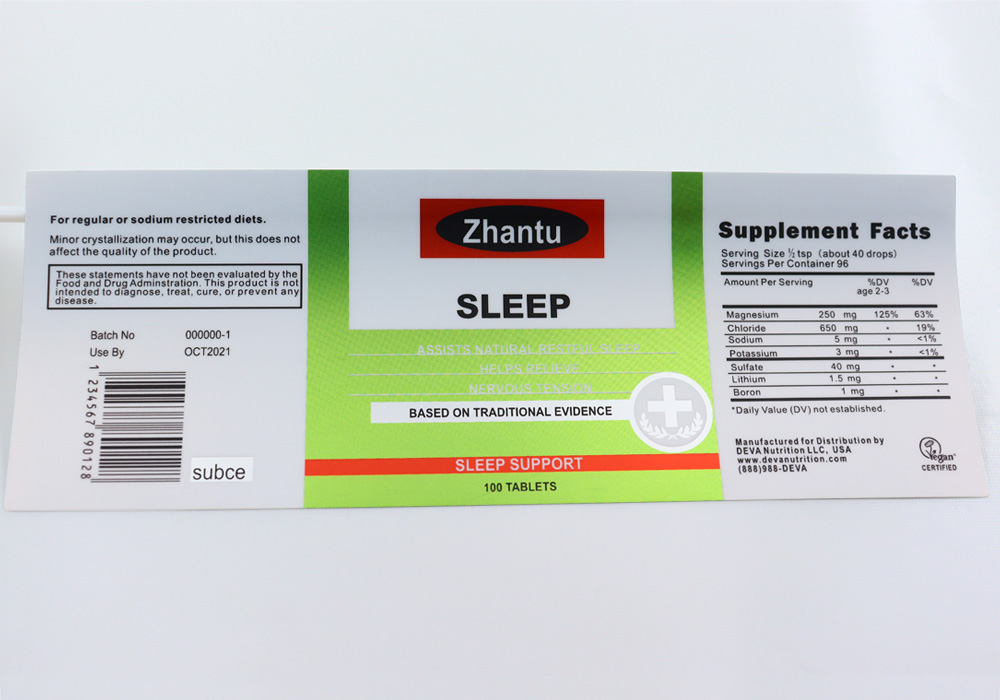 For regular or sodium restricted diets.
Minor crystallization may occur, but this does not
affect the quality of the product.
These statements have not been evaluated by the
Food and Drug Adminstration. This product is not
intended to diagnose, treat, cure, or prevent any
disease.
Batch No 000000-1
Use By OCT2021
1 234567 890128
subce
Zhantu
SLEEP
ASSISTS NATURAL RESTFUL SLEEP
HELPS RELIEVE
NERVOUS TENSION
BASED ON TRADITIONAL EVIDENCE
SLEEP SUPPORT
100 TABLETS
Supplement Facts
Serving Size ½ tsp (about 40 drops)
Servings Per Container 96
Amount Per Serving %DV %DV
age 2-3
Magnesium 250 mg 125% 63%
Chloride 650 mg • 19%
Sodium 5 mg • <1%
Potassium 3 mg • <1%
Sulfate 40 mg • •
Lithium 1.5 mg • •
Boron 1 mg • •
*Daily Value (DV) not established.
Manufactured for Distribution by
DEVA Nutrition LLC, USA
www.devanutrition.com
(888)988-DEVA
Vegan
CERTIFIED